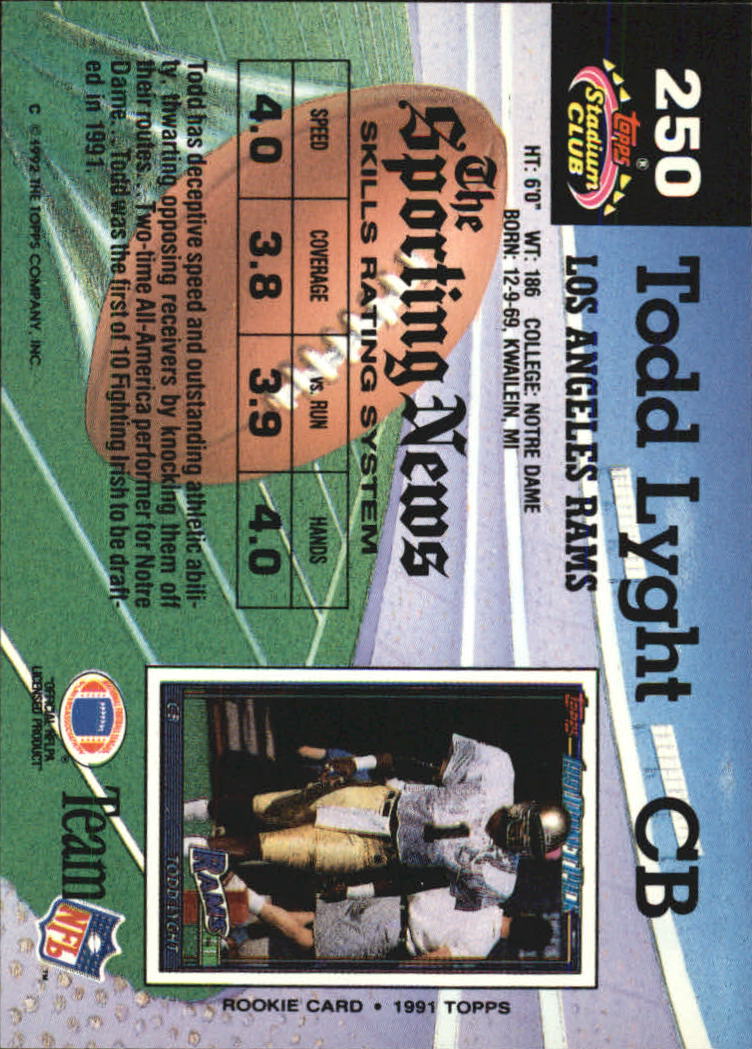 250
Todd Lyght CB
topps®
Stadium
CLUB
LOS ANGELES RAMS
HT: 6'0" WT: 186 COLLEGE: NOTRE DAME
BORN: 12-9-69, KWAILEIN, MI
The
Sporting News
SKILLS RATING SYSTEM
SPEED COVERAGE vs. RUN HANDS
4.0 3.8 3.9 4.0
Todd has deceptive speed and outstanding athletic abili-
ty, thwarting opposing receivers by knocking them off
their routes... Two-time All-America performer for Notre
Dame... Todd was the first of 10 Fighting Irish to be draft-
ed in 1991.
C © 1992 THE TOPPS COMPANY, INC.
TOPPS
CB
RAMS
TODD LYGHT
ROOKIE CARD • 1991 TOPPS
"OFFICIAL NFLPA
LICENSED PRODUCT" ®
Team
NFL
™